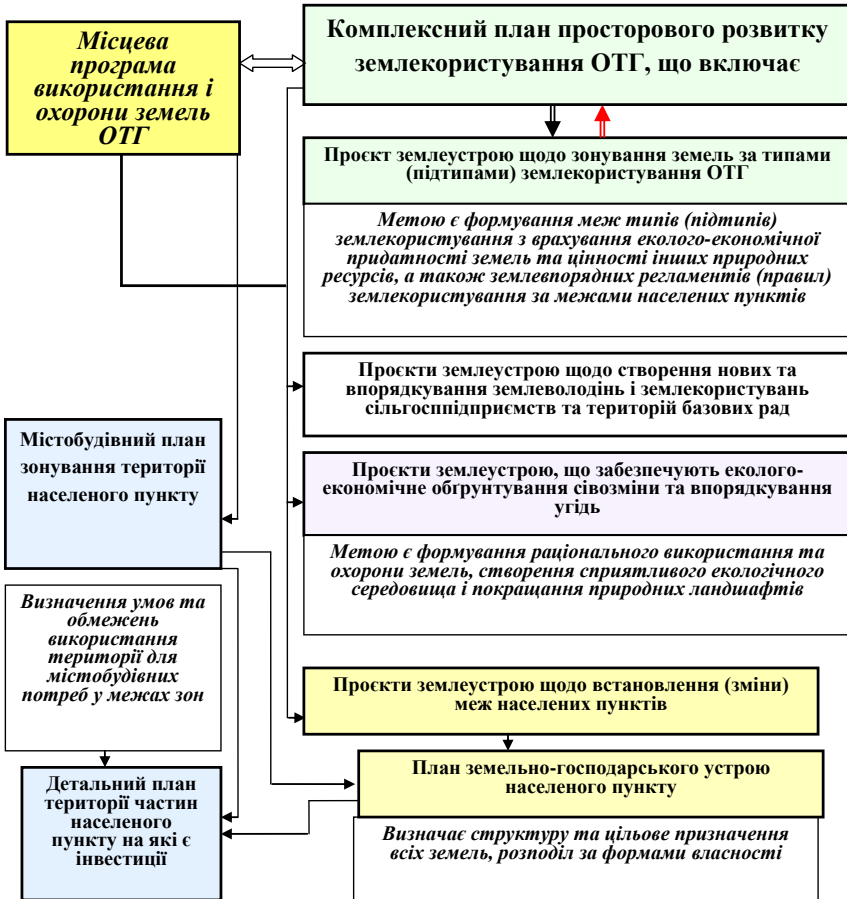 Місцева
програма
використання і
охорони земель
ОТГ
Комплексний план просторового розвитку
землекористування ОТГ, що включає
Проєкт землеустрою щодо зонування земель за типами
(підтипами) землекористування ОТГ
Метою є формування меж типів (підтипів)
землекористування з врахування еколого-економічної
придатності земель та цінності інших природних
ресурсів, а також землевпорядних регламентів (правил)
землекористування за межами населених пунктів
Проєкти землеустрою щодо створення нових та
впорядкування землеволодінь і землекористувань
сільгосппідприємств та територій базових рад
Містобудівний план
зонування території
населеного пункту
Проєкти землеустрою, що забезпечують еколого-
економічне обґрунтування сівозміни та впорядкування
угідь
Метою є формування раціонального використання та
охорони земель, створення сприятливого екологічного
середовища і покращання природних ландшафтів
Визначення умов та
обмежень
використання
території для
містобудівних
потреб у межах зон
Проєкти землеустрою щодо встановлення (зміни)
меж населених пунктів
План земельно-господарського устрою
населеного пункту
Детальний план
території частин
населеного
пункту на які є
інвестиції
Визначає структуру та цільове призначення
всіх земель, розподіл за формами власності